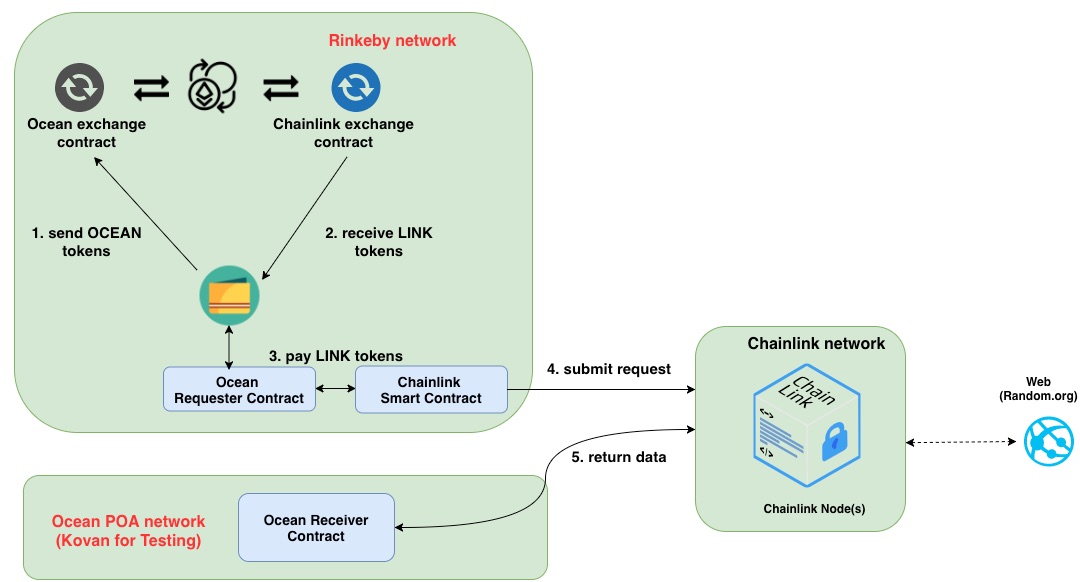 Rinkeby network
Ocean exchange
contract
Chainlink exchange
contract
1. send OCEAN
tokens
2. receive LINK
tokens
3. pay LINK tokens
Ocean
Requester Contract
Chainlink
Smart Contract
4. submit request
Chainlink network
Chain
Link
<-->
</>
Chainlink Node(s)
Web
(Random.org)
5. return data
Ocean POA network
(Kovan for Testing)
Ocean Receiver
Contract